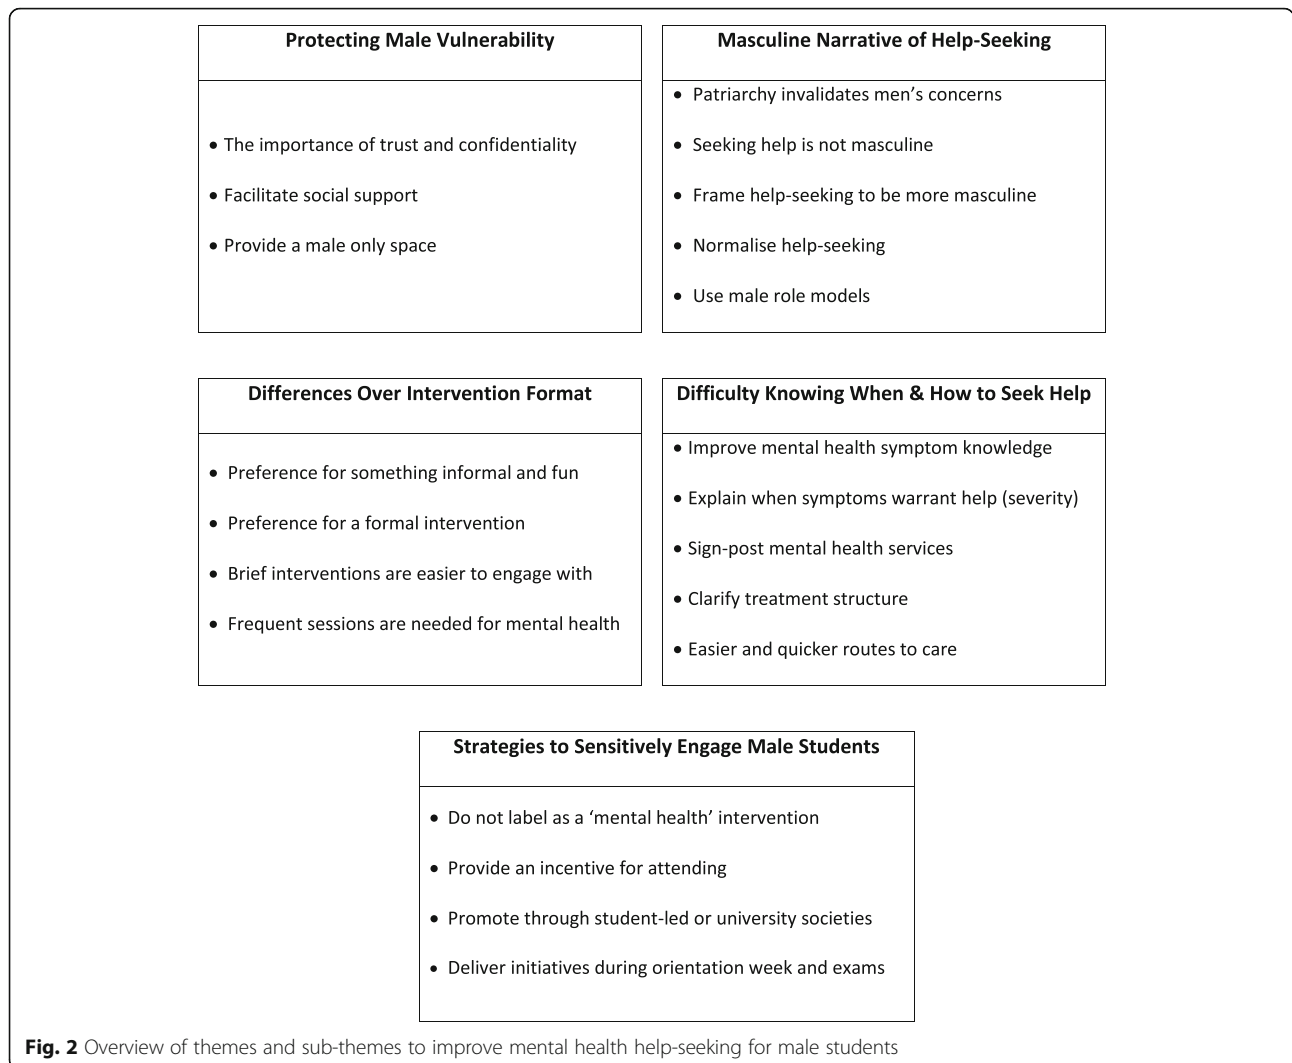 Protecting Male Vulnerability
• The importance of trust and confidentiality
• Facilitate social support
• Provide a male only space
Masculine Narrative of Help-Seeking
• Patriarchy invalidates men’s concerns
• Seeking help is not masculine
• Frame help-seeking to be more masculine
• Normalise help-seeking
• Use male role models
Differences Over Intervention Format
• Preference for something informal and fun
• Preference for a formal intervention
• Brief interventions are easier to engage with
• Frequent sessions are needed for mental health
Difficulty Knowing When & How to Seek Help
• Improve mental health symptom knowledge
• Explain when symptoms warrant help (severity)
• Sign-post mental health services
• Clarify treatment structure
• Easier and quicker routes to care
Strategies to Sensitively Engage Male Students
• Do not label as a ‘mental health’ intervention
• Provide an incentive for attending
• Promote through student-led or university societies
• Deliver initiatives during orientation week and exams
Fig. 2 Overview of themes and sub-themes to improve mental health help-seeking for male students